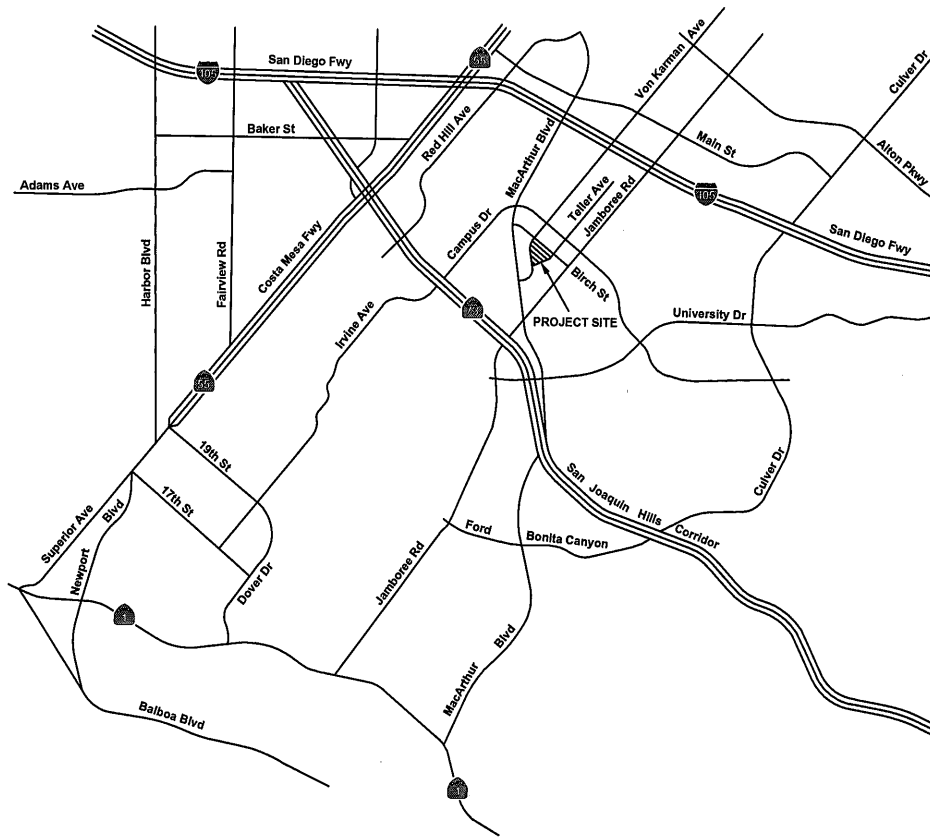 San Diego Fwy
105
55
Von Karman Ave
Culver Dr
Baker St
Red Hill Ave
MacArthur Blvd
Main St
Alton Pkwy
Adams Ave
Teller Ave
Jamboree Rd
105
Campus Dr
San Diego Fwy
Costa Mesa Fwy
Harbor Blvd
Fairview Rd
Birch St
Irvine Ave
73
PROJECT SITE
University Dr
55
19th St
17th St
Culver Dr
San Joaquin Hills Corridor
Superior Ave
Newport Blvd
Ford
Bonita Canyon
Jamboree Rd
Dover Dr
1
MacArthur Blvd
Balboa Blvd
1